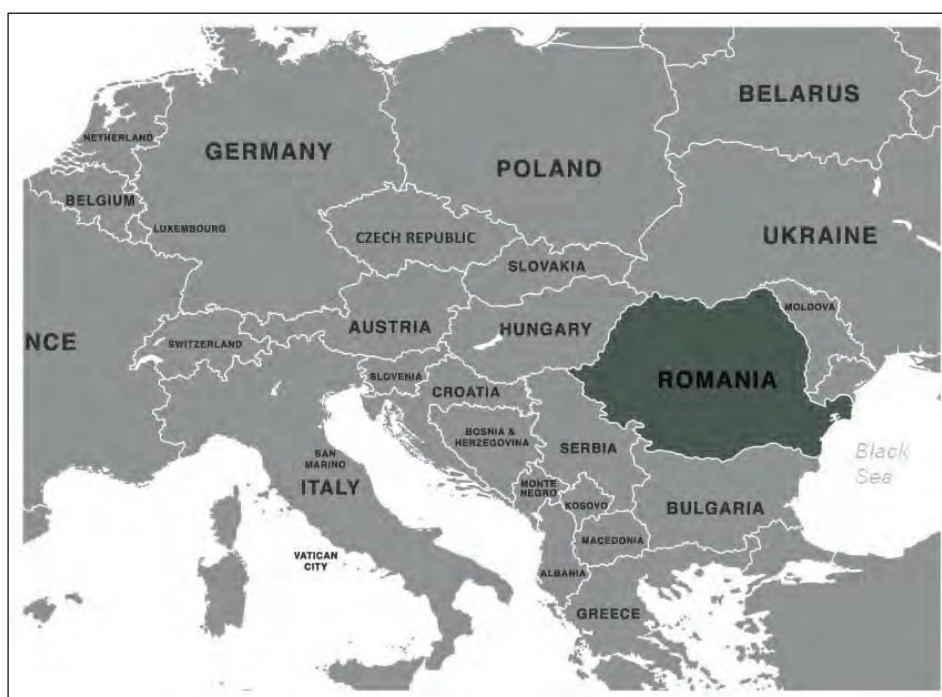 BELARUS
NETHERLAND
GERMANY
POLAND
BELGIUM
LUXEMBOURG
CZECH REPUBLIC
UKRAINE
SLOVAKIA
MOLDOVA
NCE
SWITZERLAND
AUSTRIA
HUNGARY
SLOVENIA
ROMANIA
CROATIA
BOSNIA &
HERZEGOVINA
SERBIA
Black
Sea
SAN
MARINO
ITALY
MONTE
NEGRO
KOSOVO
BULGARIA
MACEDONIA
VATICAN
CITY
ALBANIA
GREECE